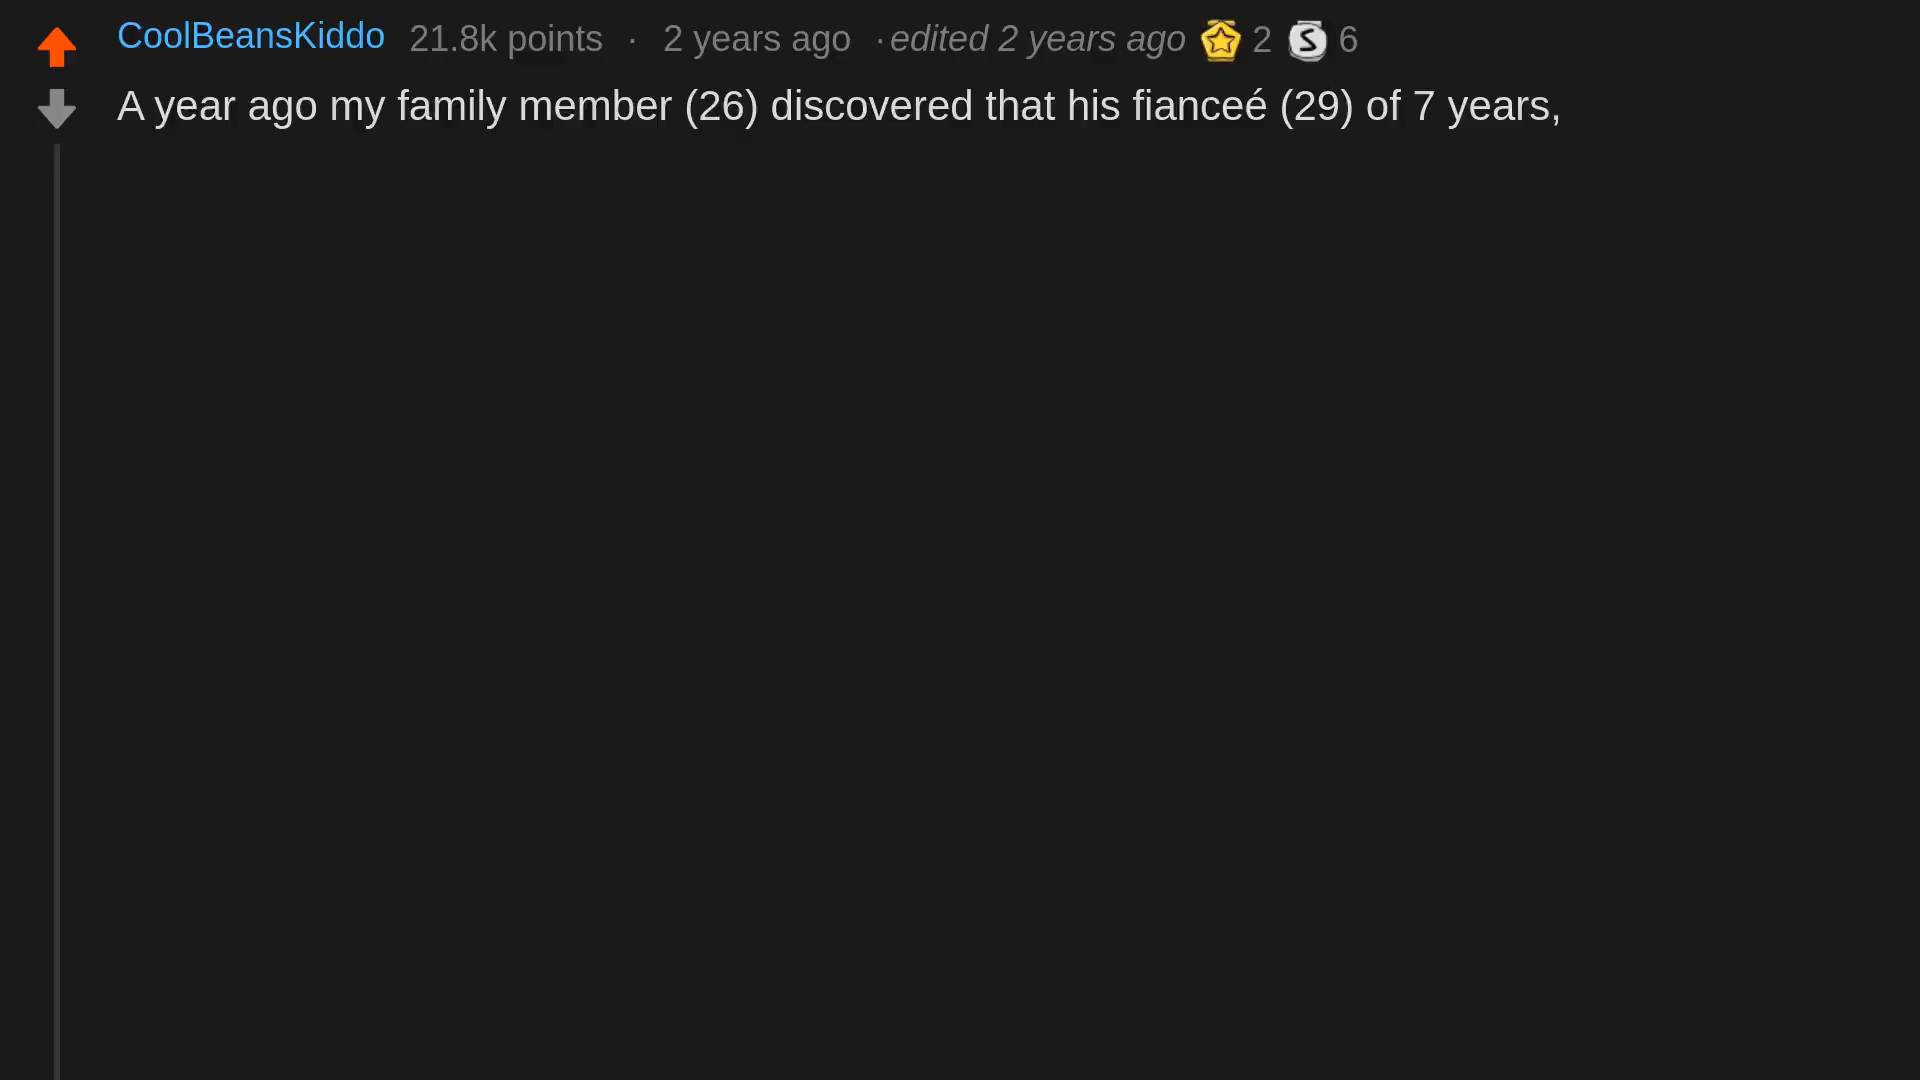 CoolBeansKiddo 21.8k points · 2 years ago · edited 2 years ago 2 S 6
A year ago my family member (26) discovered that his fianceé (29) of 7 years,